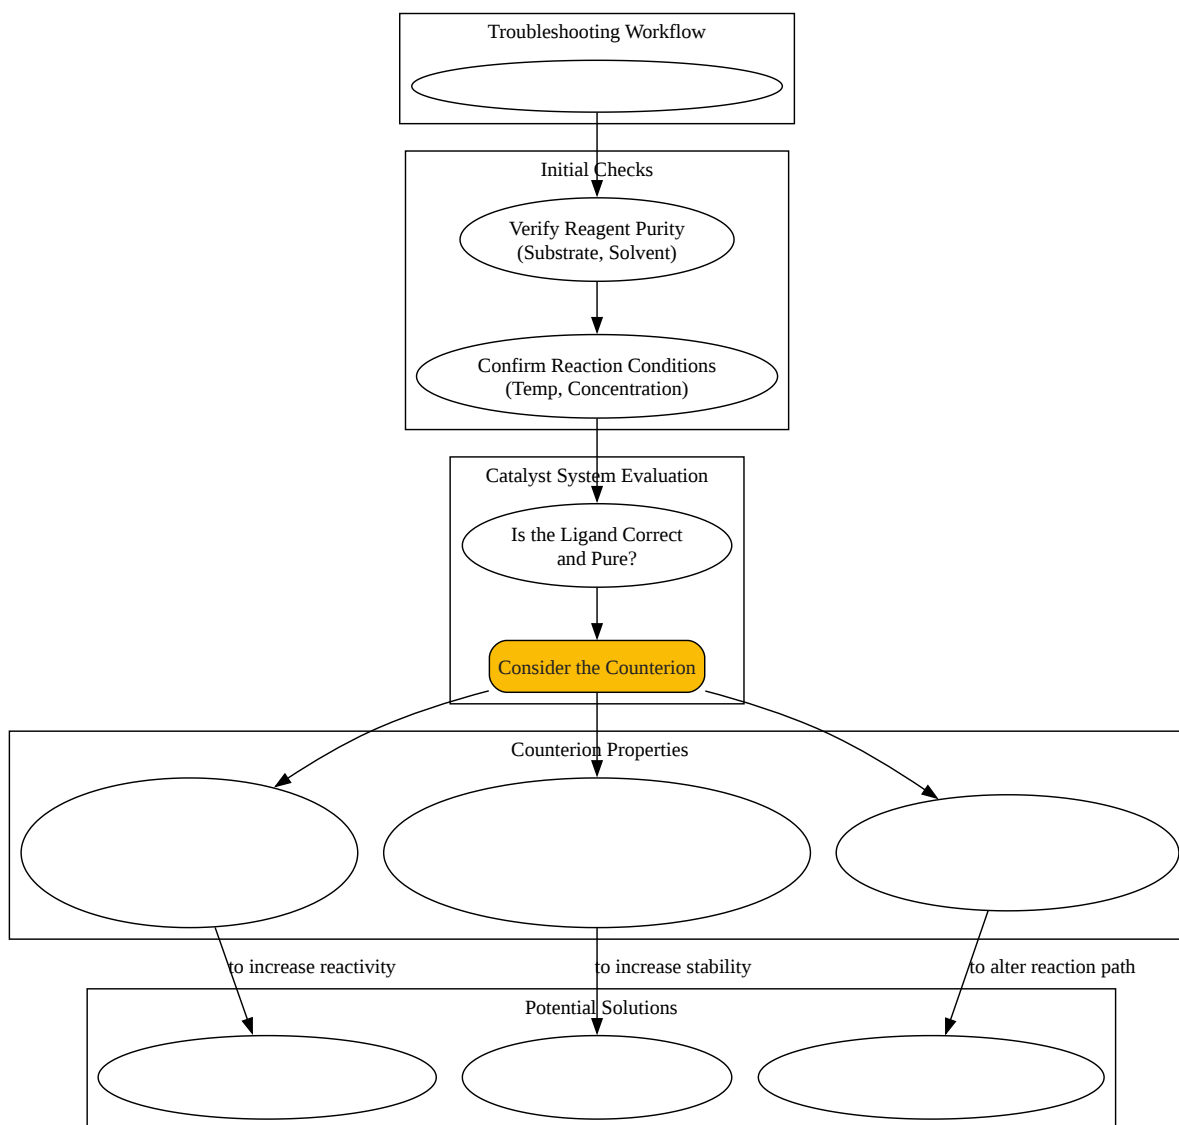 Troubleshooting Workflow
Initial Checks
Verify Reagent Purity
(Substrate, Solvent)
Confirm Reaction Conditions
(Temp, Concentration)
Catalyst System Evaluation
Is the Ligand Correct
and Pure?
Consider the Counterion
Counterion Properties
to increase reactivity
to increase stability
to alter reaction path
Potential Solutions